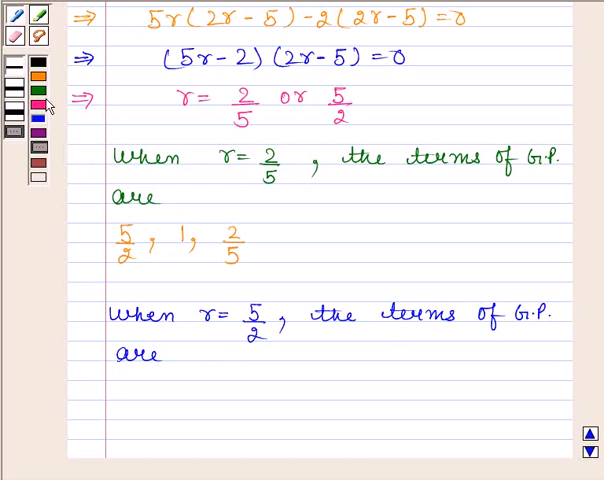 ⇒ 5r(2r-5)-2(2r-5)=0
⇒ (5r-2)(2r-5)=0
⇒ r= 2/5 or 5/2
When r= 2/5, the terms of G.P.
are
5/2, 1, 2/5
When r= 5/2, the terms of G.P.
are